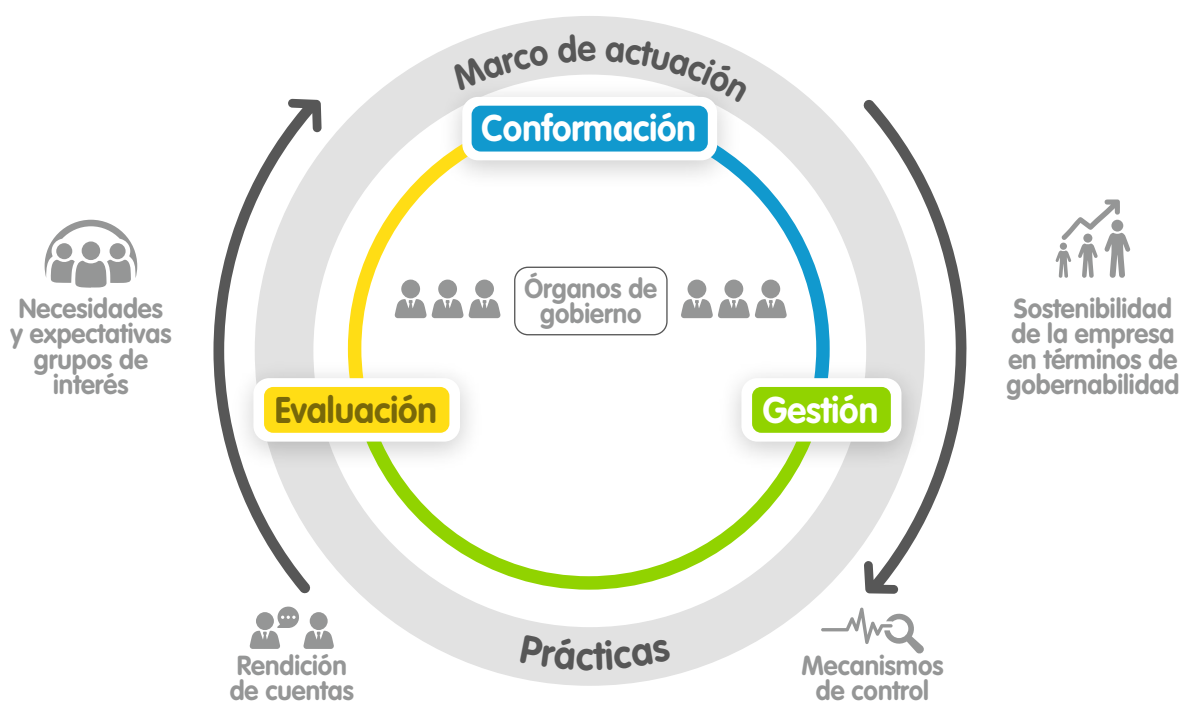 Marco de actuación
Conformación
Órganos de
gobierno
Necesidades
y expectativas
grupos de
interés
Sostenibilidad
de la empresa
en términos de
gobernabilidad
Evaluación
Gestión
Prácticas
Rendición
de cuentas
Mecanismos
de control